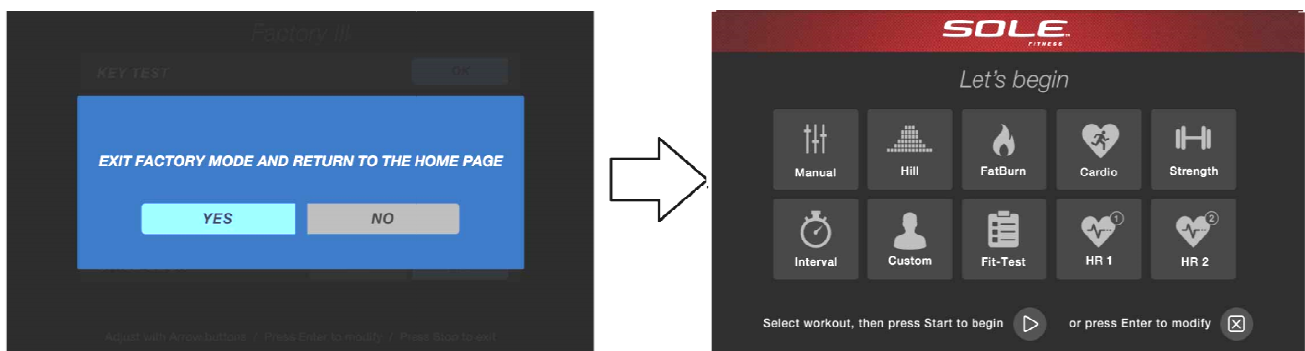 Factory III
KEY TEST OK
EXIT FACTORY MODE AND RETURN TO THE HOME PAGE
YES NO
Adjust with Arrow buttons / Press Enter to modify / Press Stop to exit
SOLE
FITNESS
Let's begin
Manual Hill FatBurn Cardio Strength
1 2
Interval Custom Fit-Test HR 1 HR 2
Select workout, then press Start to begin or press Enter to modify